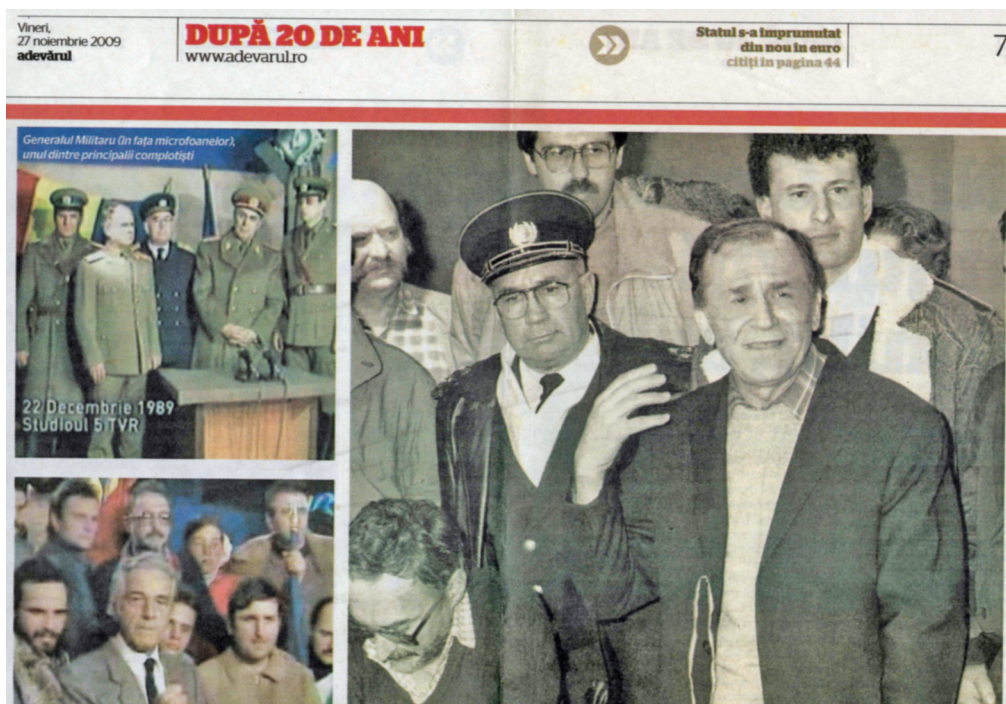 Vineri,
27 noiembrie 2009
adevărul
DUPĂ 20 DE ANI
www.adevarul.ro
Statul s-a împrumutat
din nou în euro
citiți în pagina 44
7
Generalul Militaru (în fața microfoanelor),
unul dintre principalii complotiști
22 Decembrie 1989
Studioul 5 TVR